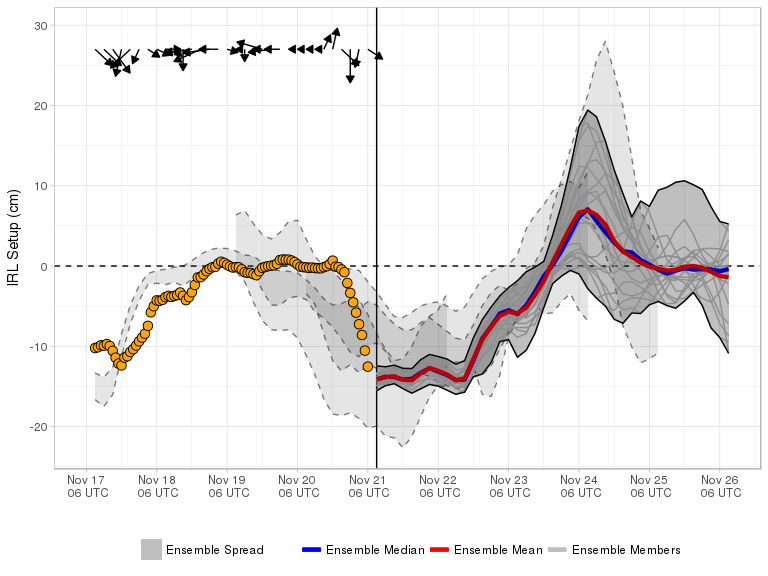 30
20
10
0
-10
-20
IRL Setup (cm)
Nov 17 Nov 18 Nov 19 Nov 20 Nov 21 Nov 22 Nov 23 Nov 24 Nov 25 Nov 26
06 UTC 06 UTC 06 UTC 06 UTC 06 UTC 06 UTC 06 UTC 06 UTC 06 UTC 06 UTC
Ensemble Spread Ensemble Median Ensemble Mean Ensemble Members